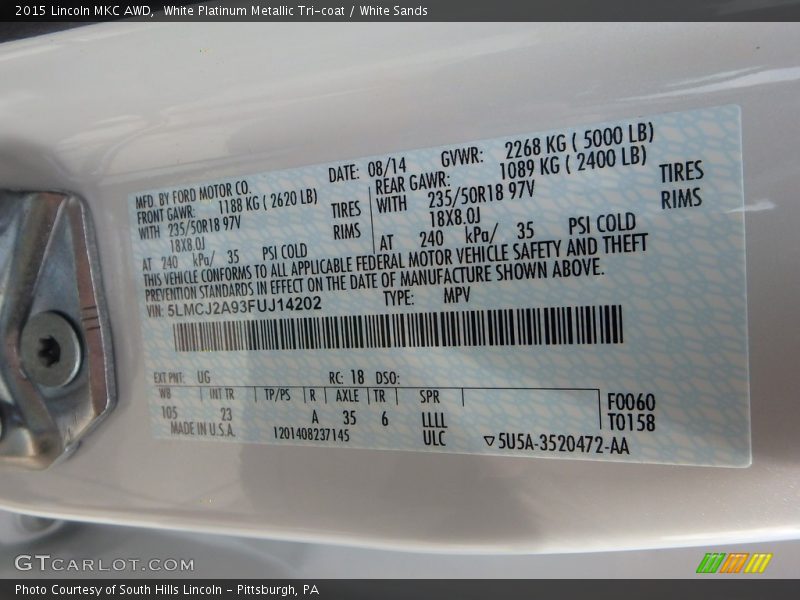 2015 Lincoln MKC AWD, White Platinum Metallic Tri-coat / White Sands
MFD. BY FORD MOTOR CO. DATE: 08/14 GVWR: 2268 KG ( 5000 LB)
FRONT GAWR: 1188 KG ( 2620 LB) REAR GAWR: 1089 KG ( 2400 LB)
WITH 235/50R18 97V TIRES WITH 235/50R18 97V TIRES
18X8.0J RIMS 18X8.0J RIMS
AT 240 kPa/ 35 PSI COLD AT 240 kPa/ 35 PSI COLD
THIS VEHICLE CONFORMS TO ALL APPLICABLE FEDERAL MOTOR VEHICLE SAFETY AND THEFT
PREVENTION STANDARDS IN EFFECT ON THE DATE OF MANUFACTURE SHOWN ABOVE.
VIN: 5LMCJ2A93FUJ14202 TYPE: MPV
EXT PNT: UG RC: 18 DSO:
WB INT TR TP/PS R AXLE TR SPR F0060
105 23 A 35 6 LLLL T0158
MADE IN U.S.A. 1201408237145 ULC ▽5U5A-3520472-AA
GTCARLOT.COM
Photo Courtesy of South Hills Lincoln - Pittsburgh, PA